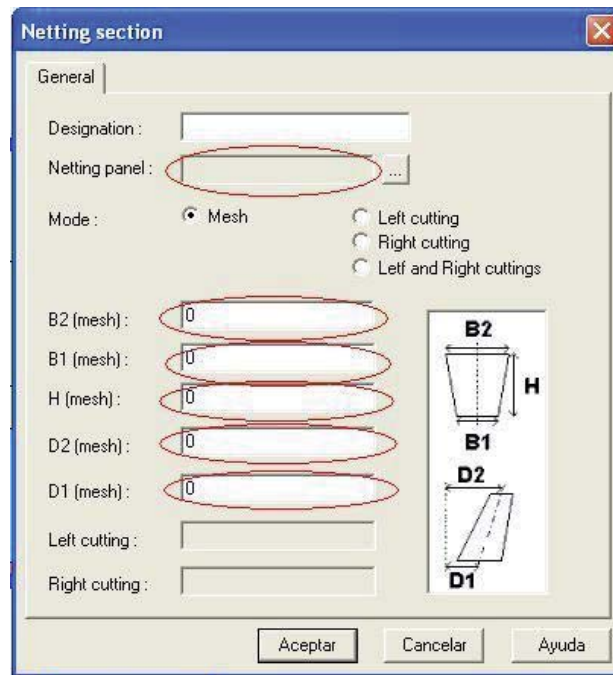 Netting section
General
Designation :
Netting panel :
...
Mode :
Mesh
Left cutting
Right cutting
Letf and Right cuttings
B2 (mesh) :
0
B1 (mesh) :
0
H (mesh) :
0
D2 (mesh) :
0
D1 (mesh) :
0
Left cutting :
Right cutting :
B2
H
B1
D2
D1
Aceptar
Cancelar
Ayuda